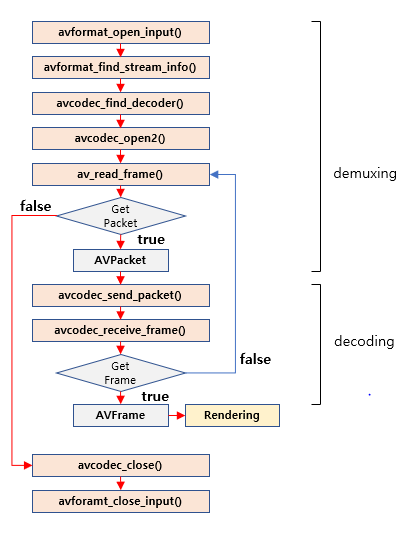 avformat_open_input()
avformat_find_stream_info()
avcodec_find_decoder()
avcodec_open2()
av_read_frame()
demuxing
false
Get
Packet
true
AVPacket
avcodec_send_packet()
avcodec_receive_frame()
decoding
Get
Frame
false
true
AVFrame
Rendering
avcodec_close()
avforamt_close_input()